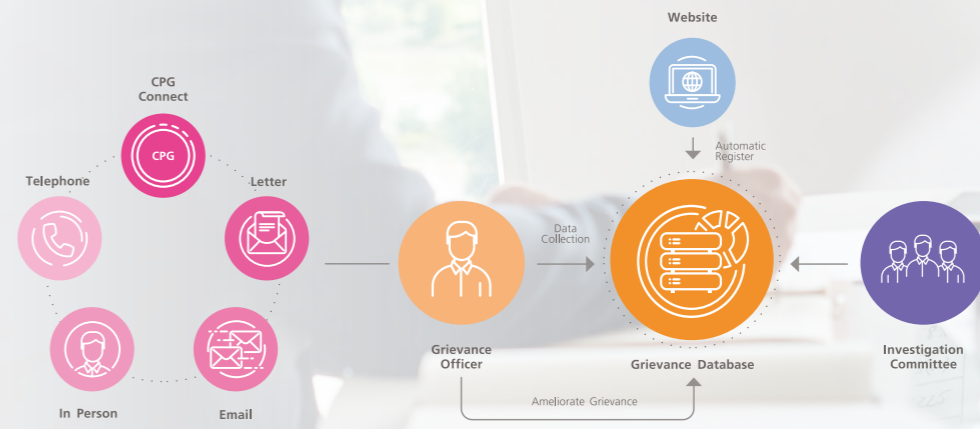 Website
CPG
Connect
CPG
Automatic
Register
Telephone
Letter
Data
Collection
Grievance
Officer
Grievance Database
Investigation
Committee
Ameliorate Grievance
In Person
Email